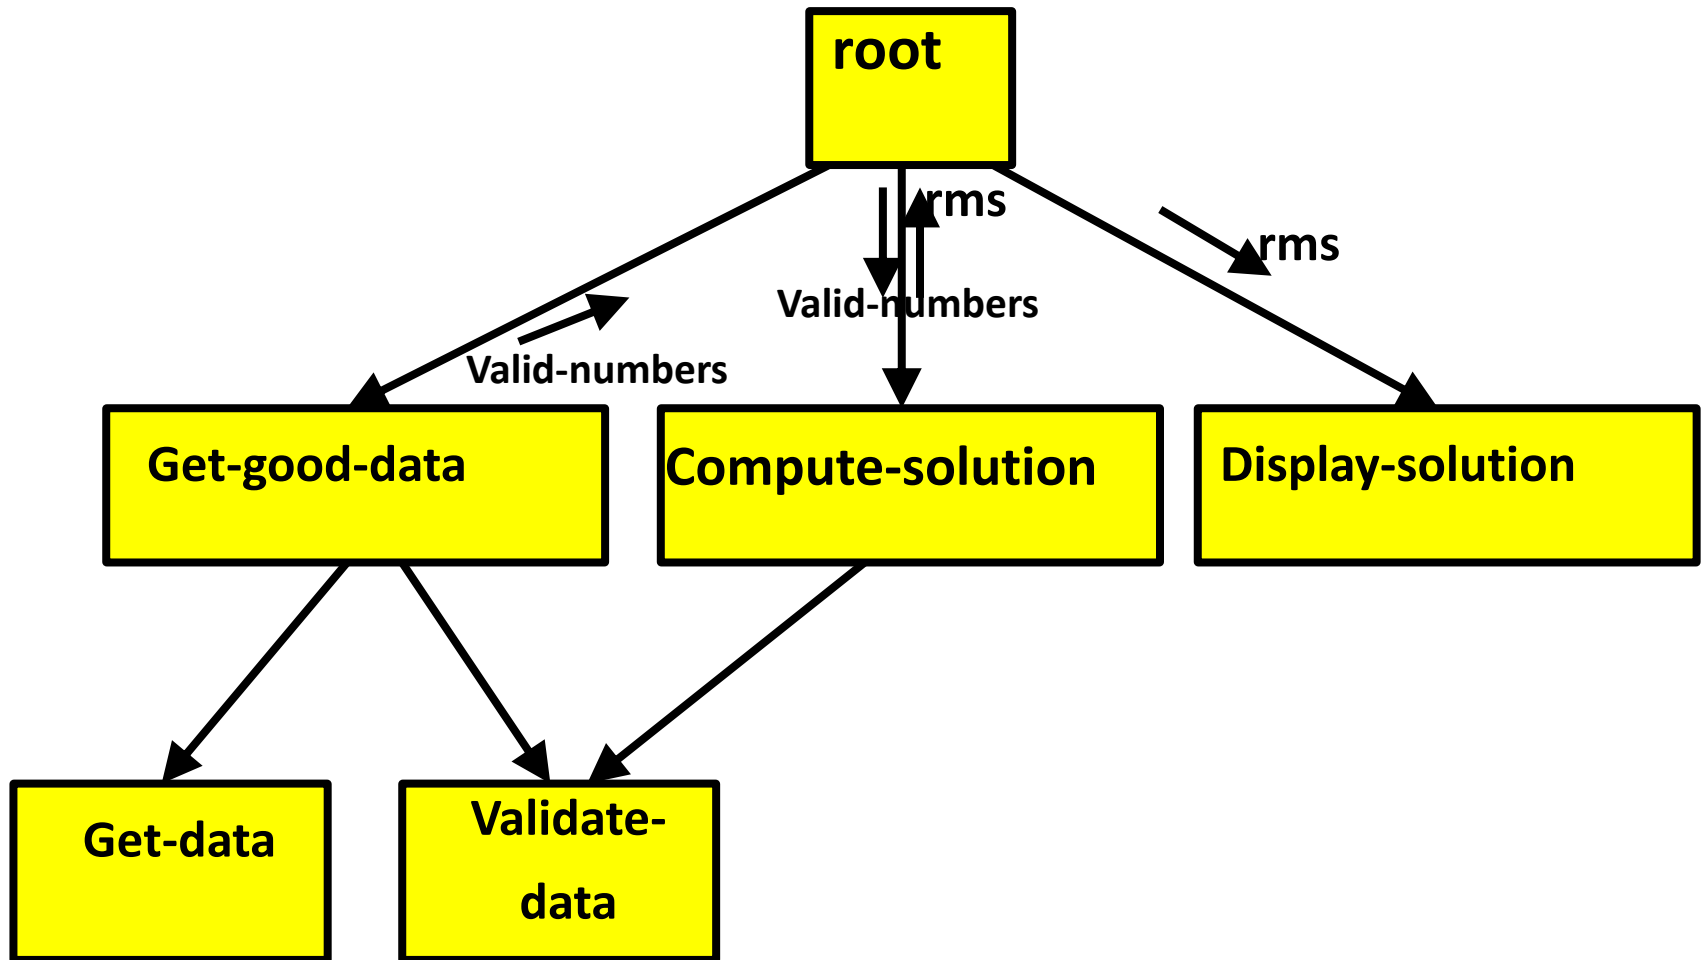 root
rms
rms
Valid-numbers
Valid-numbers
Get-good-data
Compute-solution
Display-solution
Get-data
Validate-
data